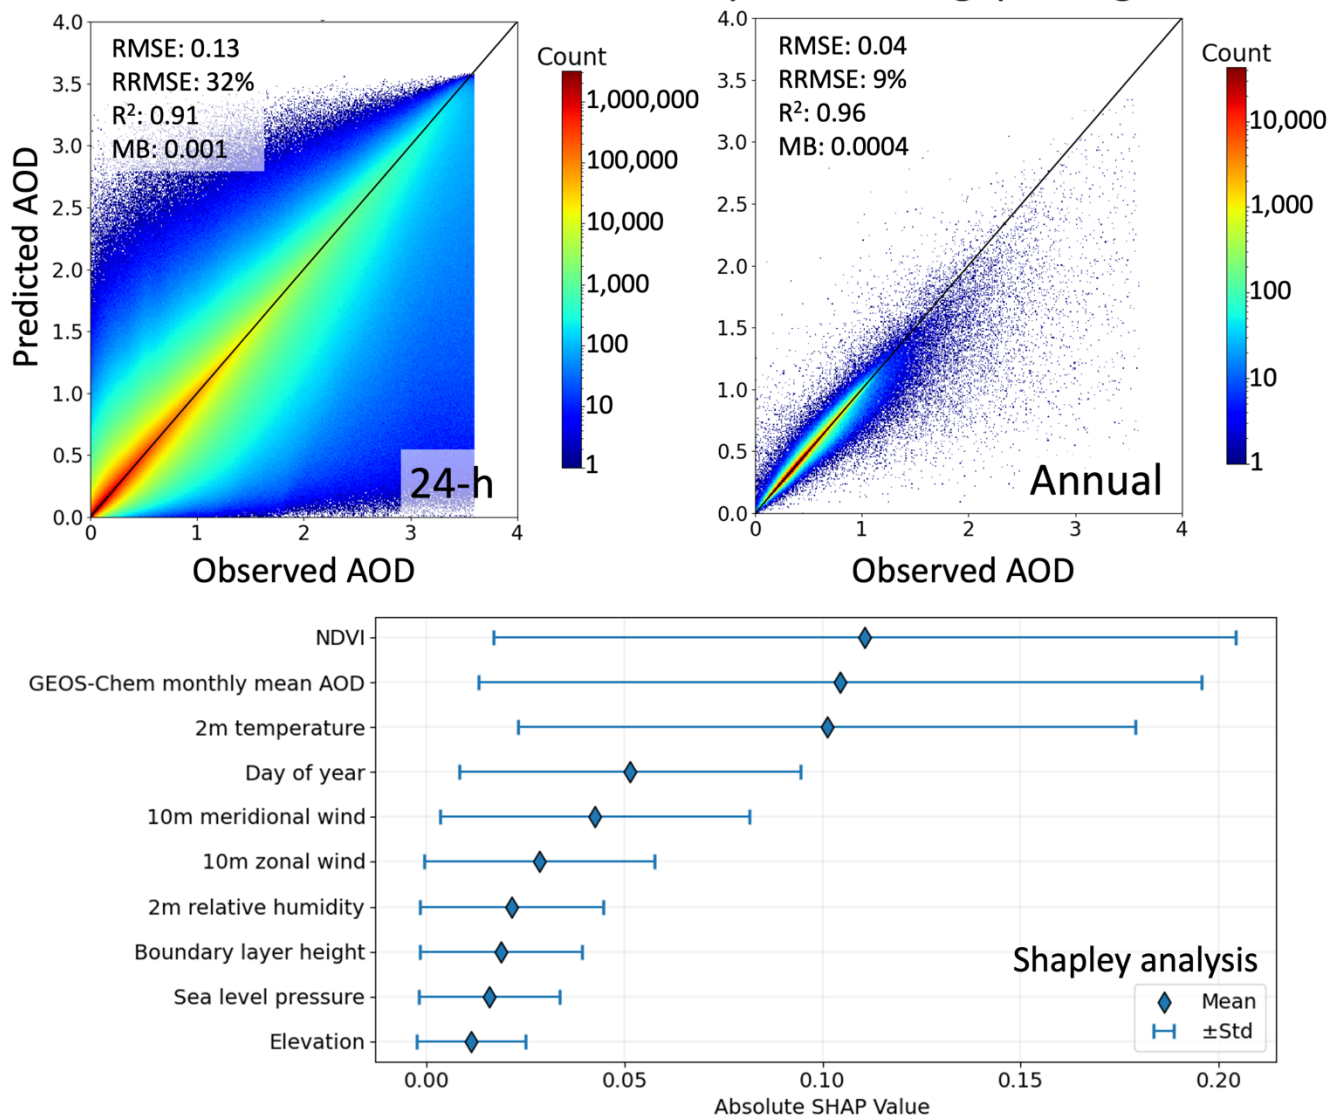 4.0
3.5
3.0
2.5
2.0
1.5
1.0
0.5
0.0
0
1
2
3
4
Predicted AOD
Observed AOD
RMSE: 0.13
RRMSE: 32%
R²: 0.91
MB: 0.001
24-h
Count
1,000,000
100,000
10,000
1,000
100
10
1
4.0
3.5
3.0
2.5
2.0
1.5
1.0
0.5
0.0
0
1
2
3
4
Observed AOD
RMSE: 0.04
RRMSE: 9%
R²: 0.96
MB: 0.0004
Annual
Count
10,000
1,000
100
10
1
NDVI
GEOS-Chem monthly mean AOD
2m temperature
Day of year
10m meridional wind
10m zonal wind
2m relative humidity
Boundary layer height
Sea level pressure
Elevation
Shapley analysis
Mean
±Std
0.00
0.05
0.10
0.15
0.20
Absolute SHAP Value